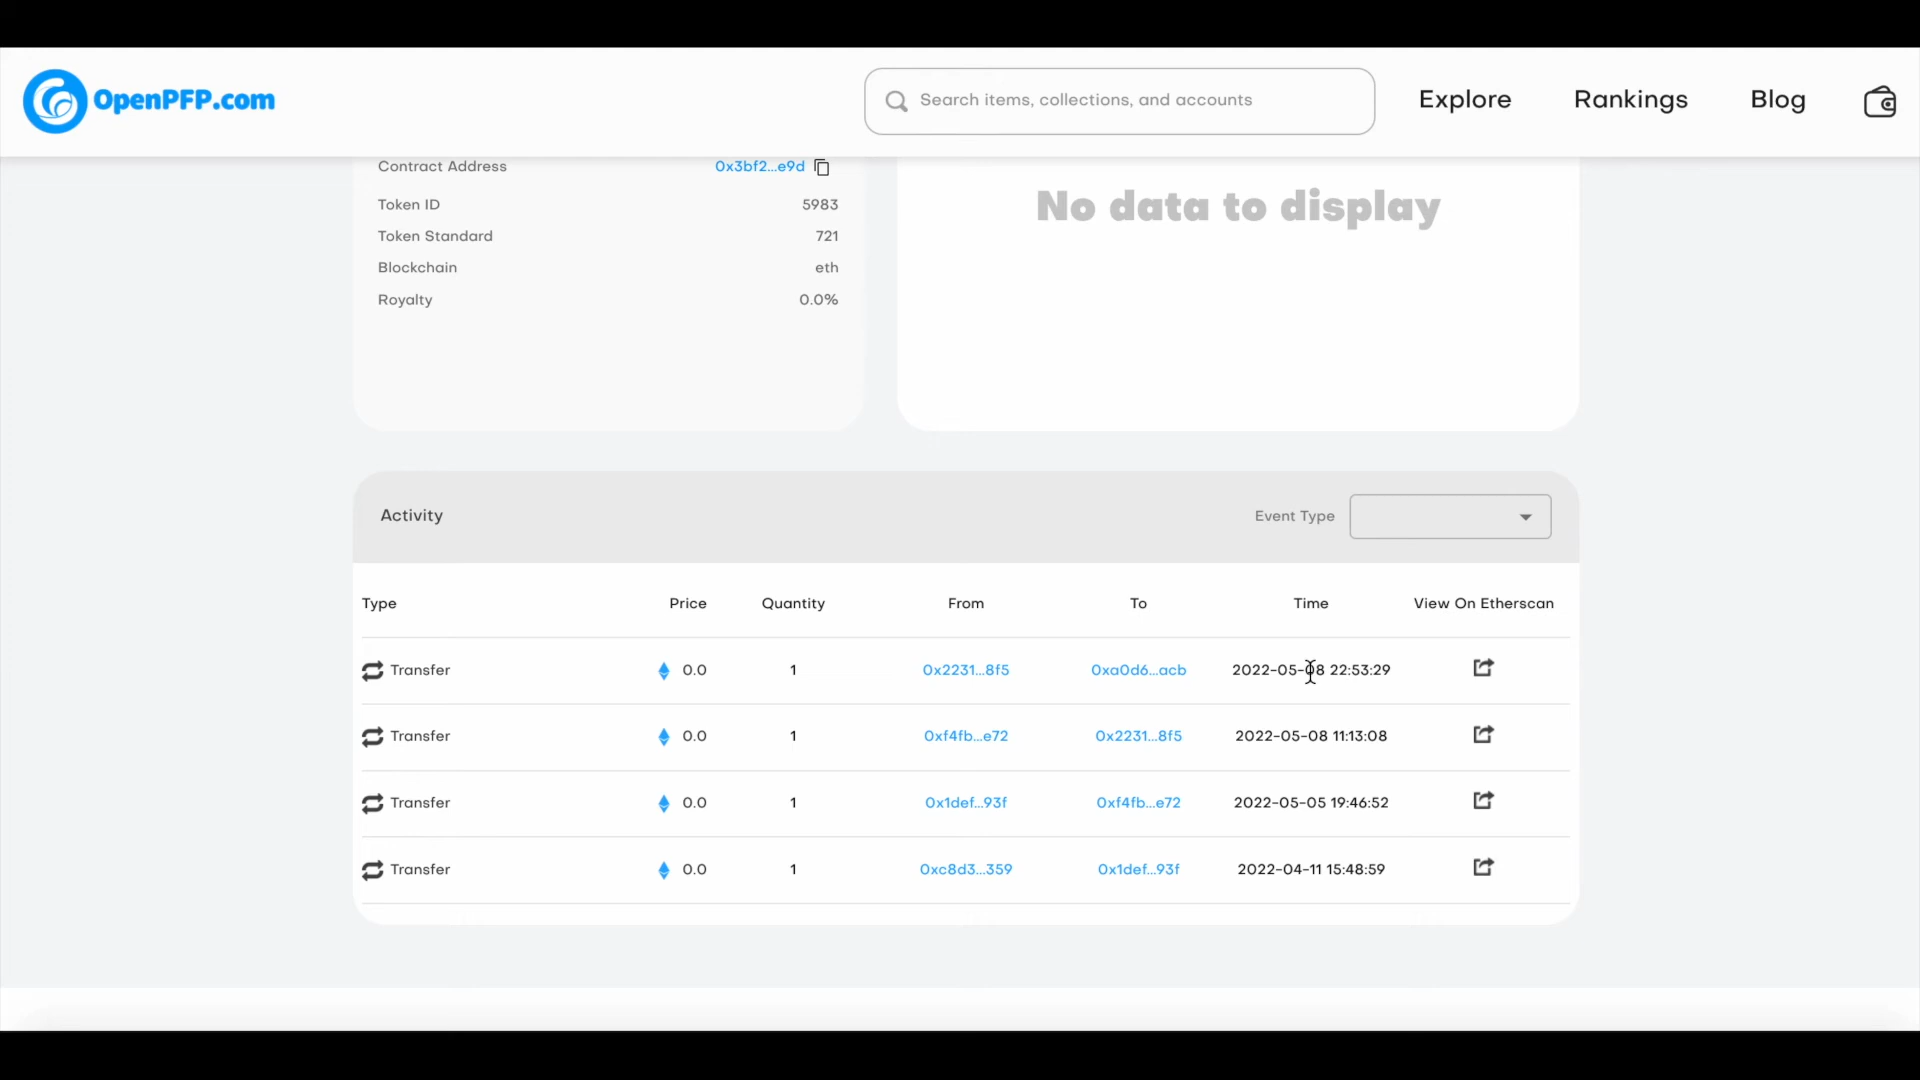 OpenPFP.com
Search items, collections, and accounts
Explore
Rankings
Blog
Contract Address 0x3bf2...e9d
Token ID 5983
Token Standard 721
Blockchain eth
Royalty 0.0%
No data to display
Activity
Event Type
Type Price Quantity From To Time View On Etherscan
Transfer 0.0 1 0x2231...8f5 0xa0d6...acb 2022-05-08 22:53:29
Transfer 0.0 1 0xf4fb...e72 0x2231...8f5 2022-05-08 11:13:08
Transfer 0.0 1 0x1def...93f 0xf4fb...e72 2022-05-05 19:46:52
Transfer 0.0 1 0xc8d3...359 0x1def...93f 2022-04-11 15:48:59